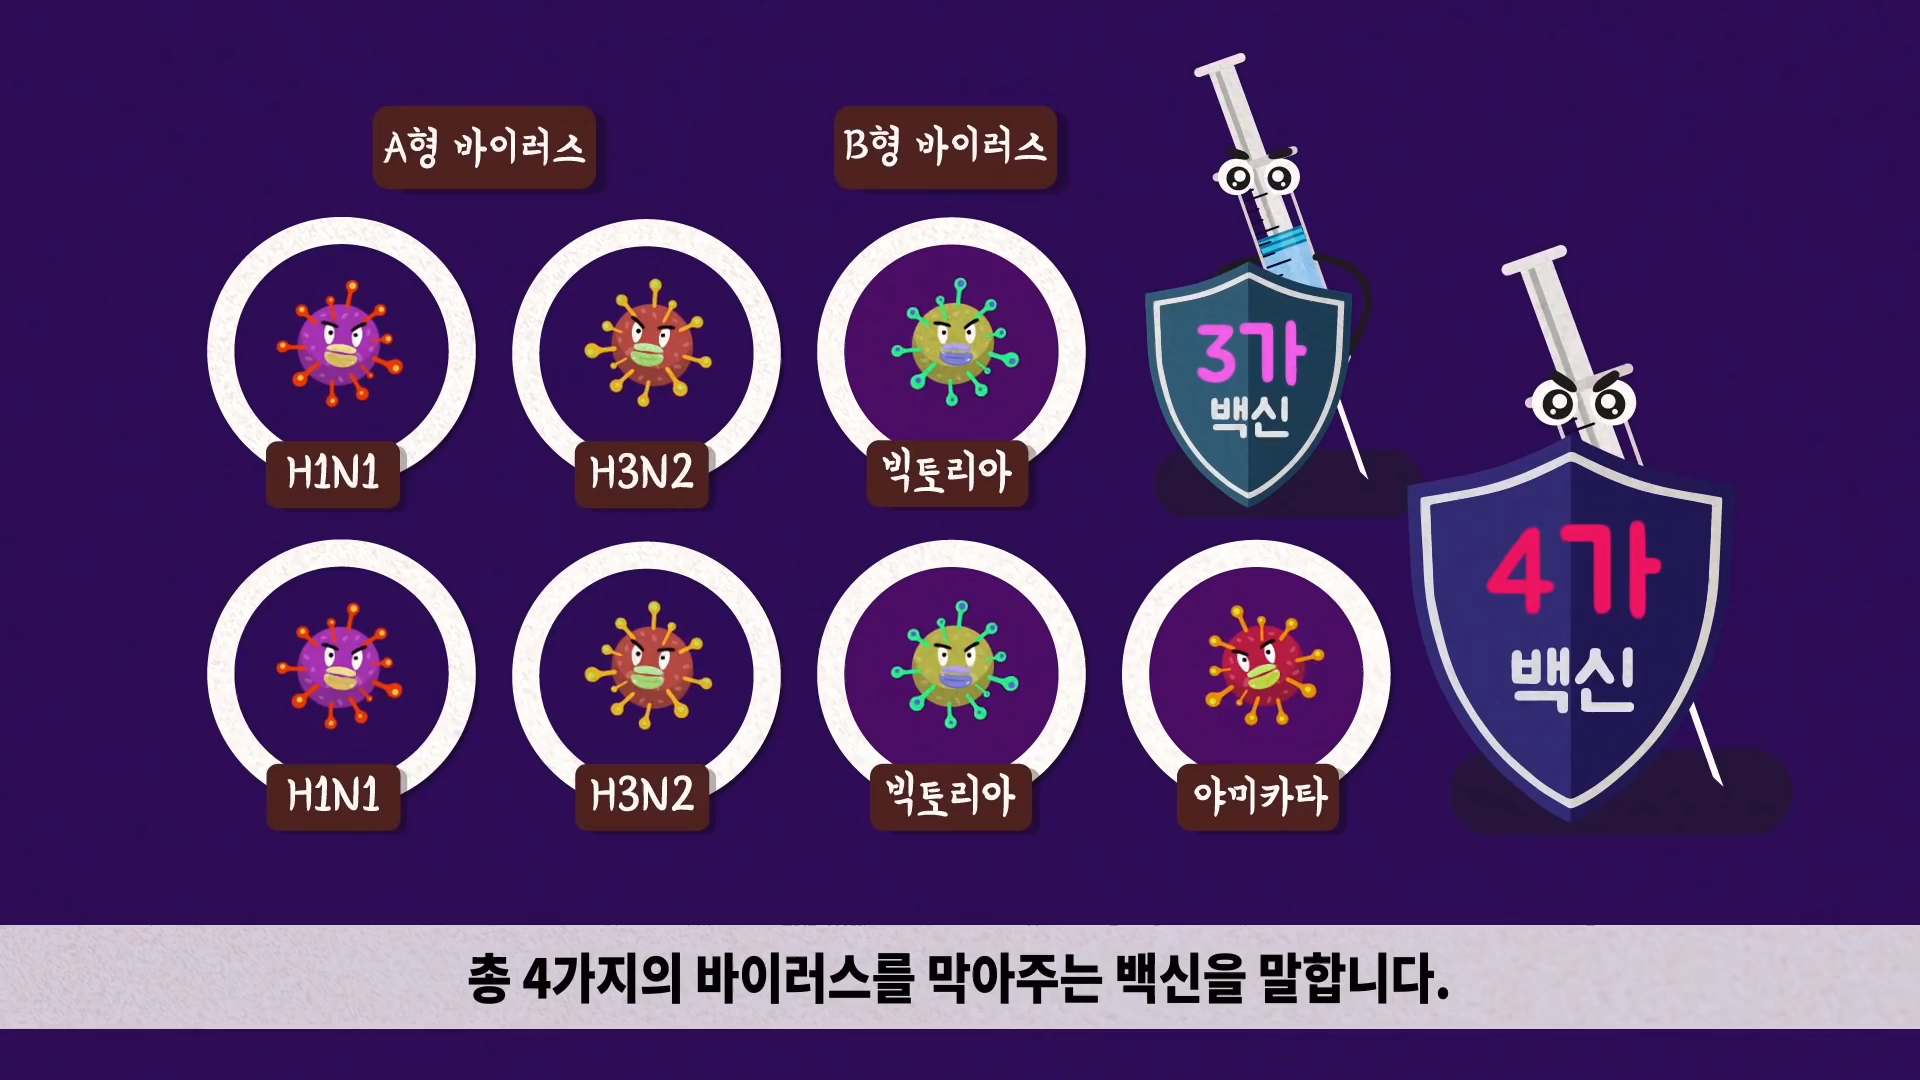 A형 바이러스
B형 바이러스
H1N1
H3N2
빅토리아
3가
백신
H1N1
H3N2
빅토리아
야미카타
4가
백신
총 4가지의 바이러스를 막아주는 백신을 말합니다.